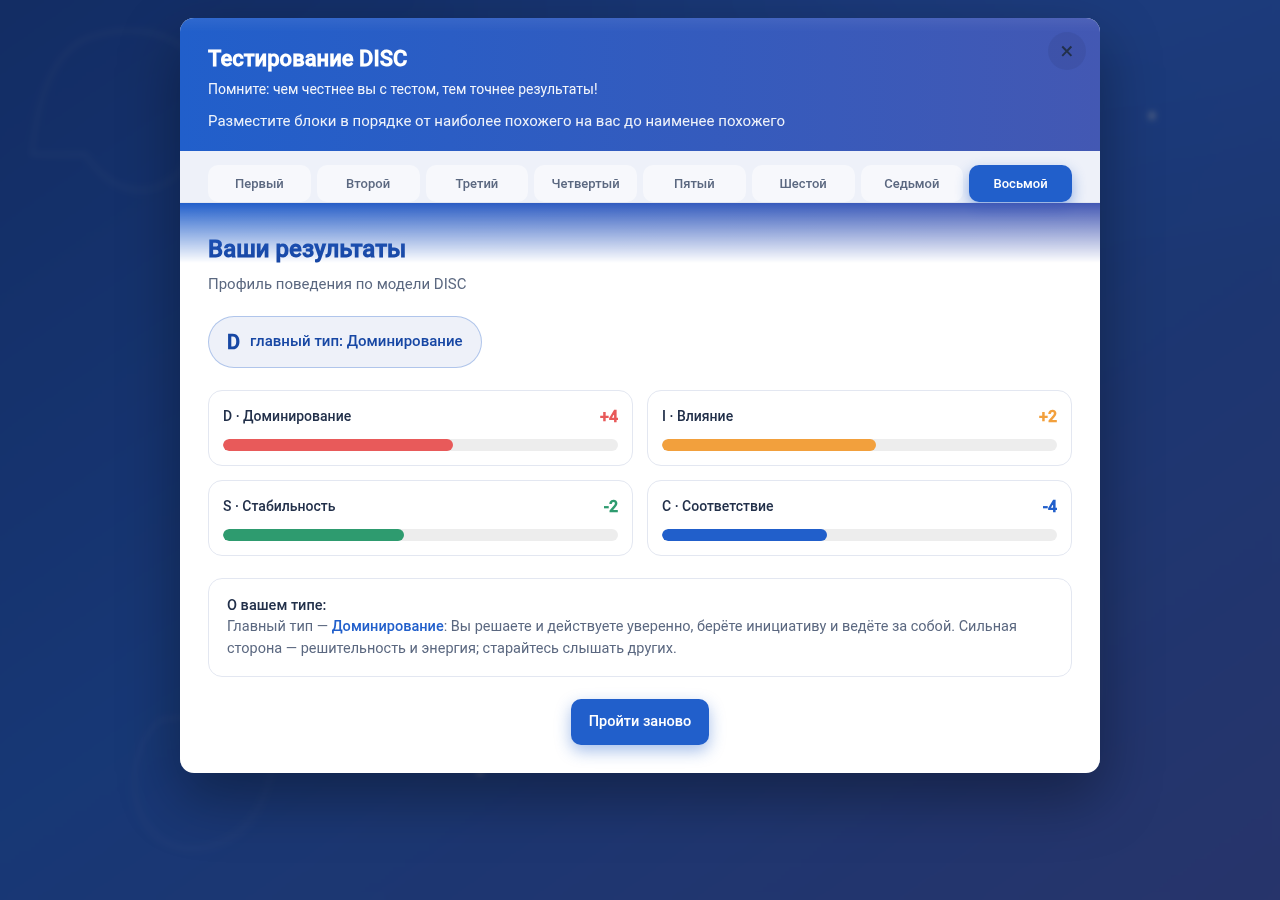 Тестирование DISC
Помните: чем честнее вы с тестом, тем точнее результаты!
Разместите блоки в порядке от наиболее похожего на вас до наименее похожего
Первый
Второй
Третий
Четвертый
Пятый
Шестой
Седьмой
Восьмой
Ваши результаты
Профиль поведения по модели DISC
D главный тип: Доминирование
D · Доминирование +4
I · Влияние +2
S · Стабильность -2
C · Соответствие -4
О вашем типе:
Главный тип — Доминирование: Вы решаете и действуете уверенно, берёте инициативу и ведёте за собой. Сильная
сторона — решительность и энергия; старайтесь слышать других.
Пройти заново